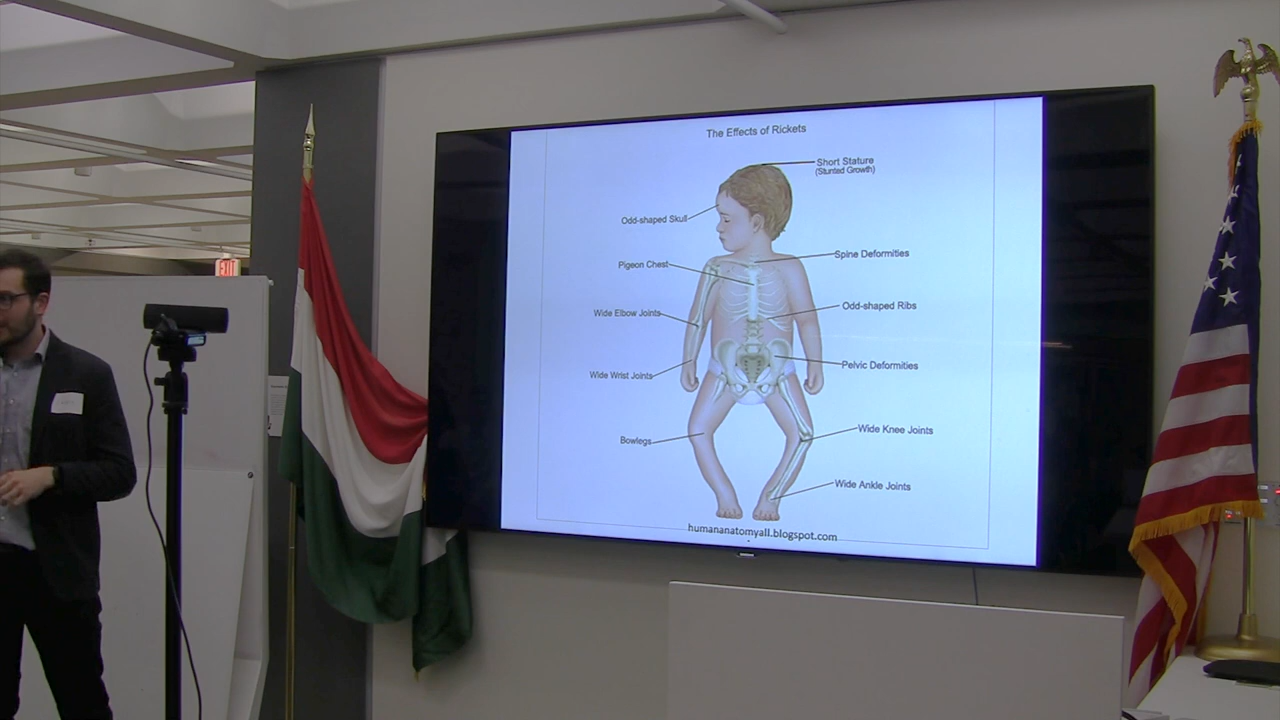 The Effects of Rickets
Short Stature
(Stunted Growth)
Odd-shaped Skull
Spine Deformities
Pigeon Chest
Odd-shaped Ribs
Wide Elbow Joints
Pelvic Deformities
Wide Wrist Joints
Wide Knee Joints
Bowlegs
Wide Ankle Joints
humananatomyall.blogspot.com
EXIT